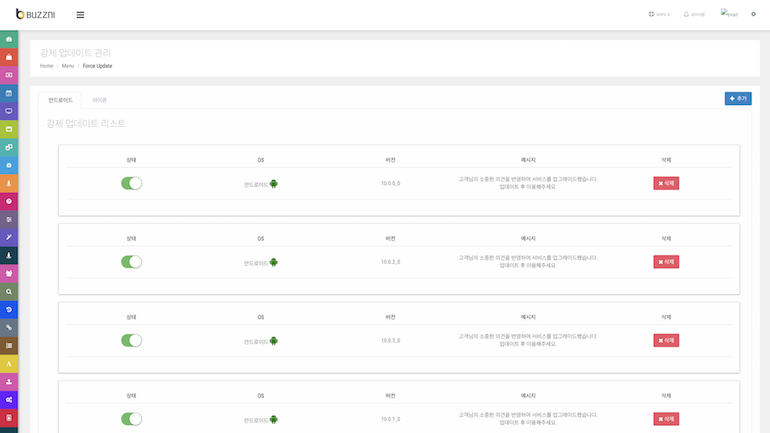 BUZZNI
강제 업데이트 관리
Home / Menu / Force Update
안드로이드
아이폰
추가
강제 업데이트 리스트
상태 OS 버전 메시지 삭제
안드로이드 10.0.0_0 고객님의 소중한 의견을 반영하여 서비스를 업그레이드했습니다.
업데이트 후 이용해주세요. 삭제
상태 OS 버전 메시지 삭제
안드로이드 10.0.2_0 고객님의 소중한 의견을 반영하여 서비스를 업그레이드했습니다.
업데이트 후 이용해주세요. 삭제
상태 OS 버전 메시지 삭제
안드로이드 10.0.3_0 고객님의 소중한 의견을 반영하여 서비스를 업그레이드했습니다.
업데이트 후 이용해주세요. 삭제
상태 OS 버전 메시지 삭제
안드로이드 10.0.1_0 고객님의 소중한 의견을 반영하여 서비스를 업그레이드했습니다.
업데이트 후 이용해주세요. 삭제